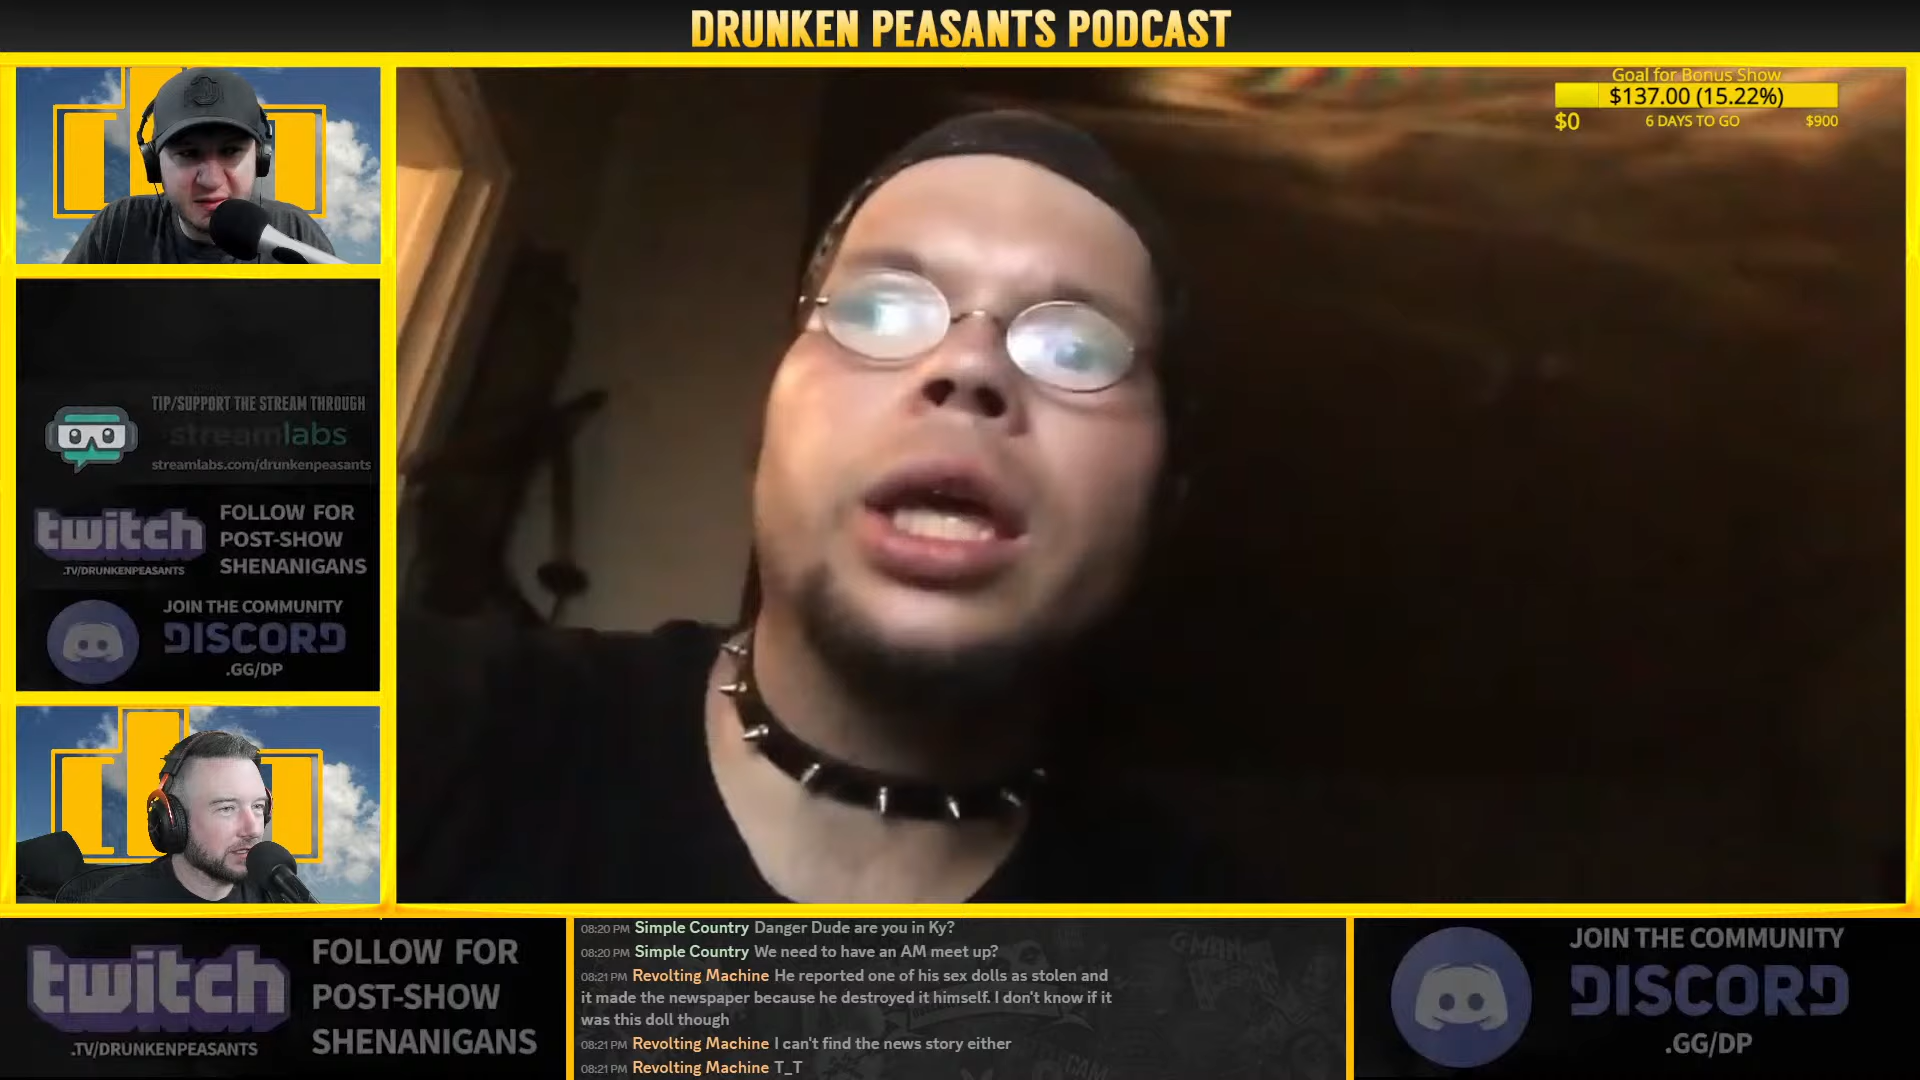 DRUNKEN PEASANTS PODCAST
Goal for Bonus Show
$137.00 (15.22%)
$0
6 DAYS TO GO
$900
TIP/SUPPORT THE STREAM THROUGH
streamlabs
streamlabs.com/drunkenpeasants
twitch
.TV/DRUNKENPEASANTS
FOLLOW FOR
POST-SHOW
SHENANIGANS
JOIN THE COMMUNITY
DISCORD
.GG/DP
twitch
.TV/DRUNKENPEASANTS
FOLLOW FOR
POST-SHOW
SHENANIGANS
08:20 PM Simple Country Danger Dude are you in Ky?
08:20 PM Simple Country We need to have an AM meet up?
08:21 PM Revolting Machine He reported one of his sex dolls as stolen and
it made the newspaper because he destroyed it himself. I don't know if it
was this doll though
08:21 PM Revolting Machine I can't find the news story either
08:21 PM Revolting Machine T_T
JOIN THE COMMUNITY
DISCORD
.GG/DP